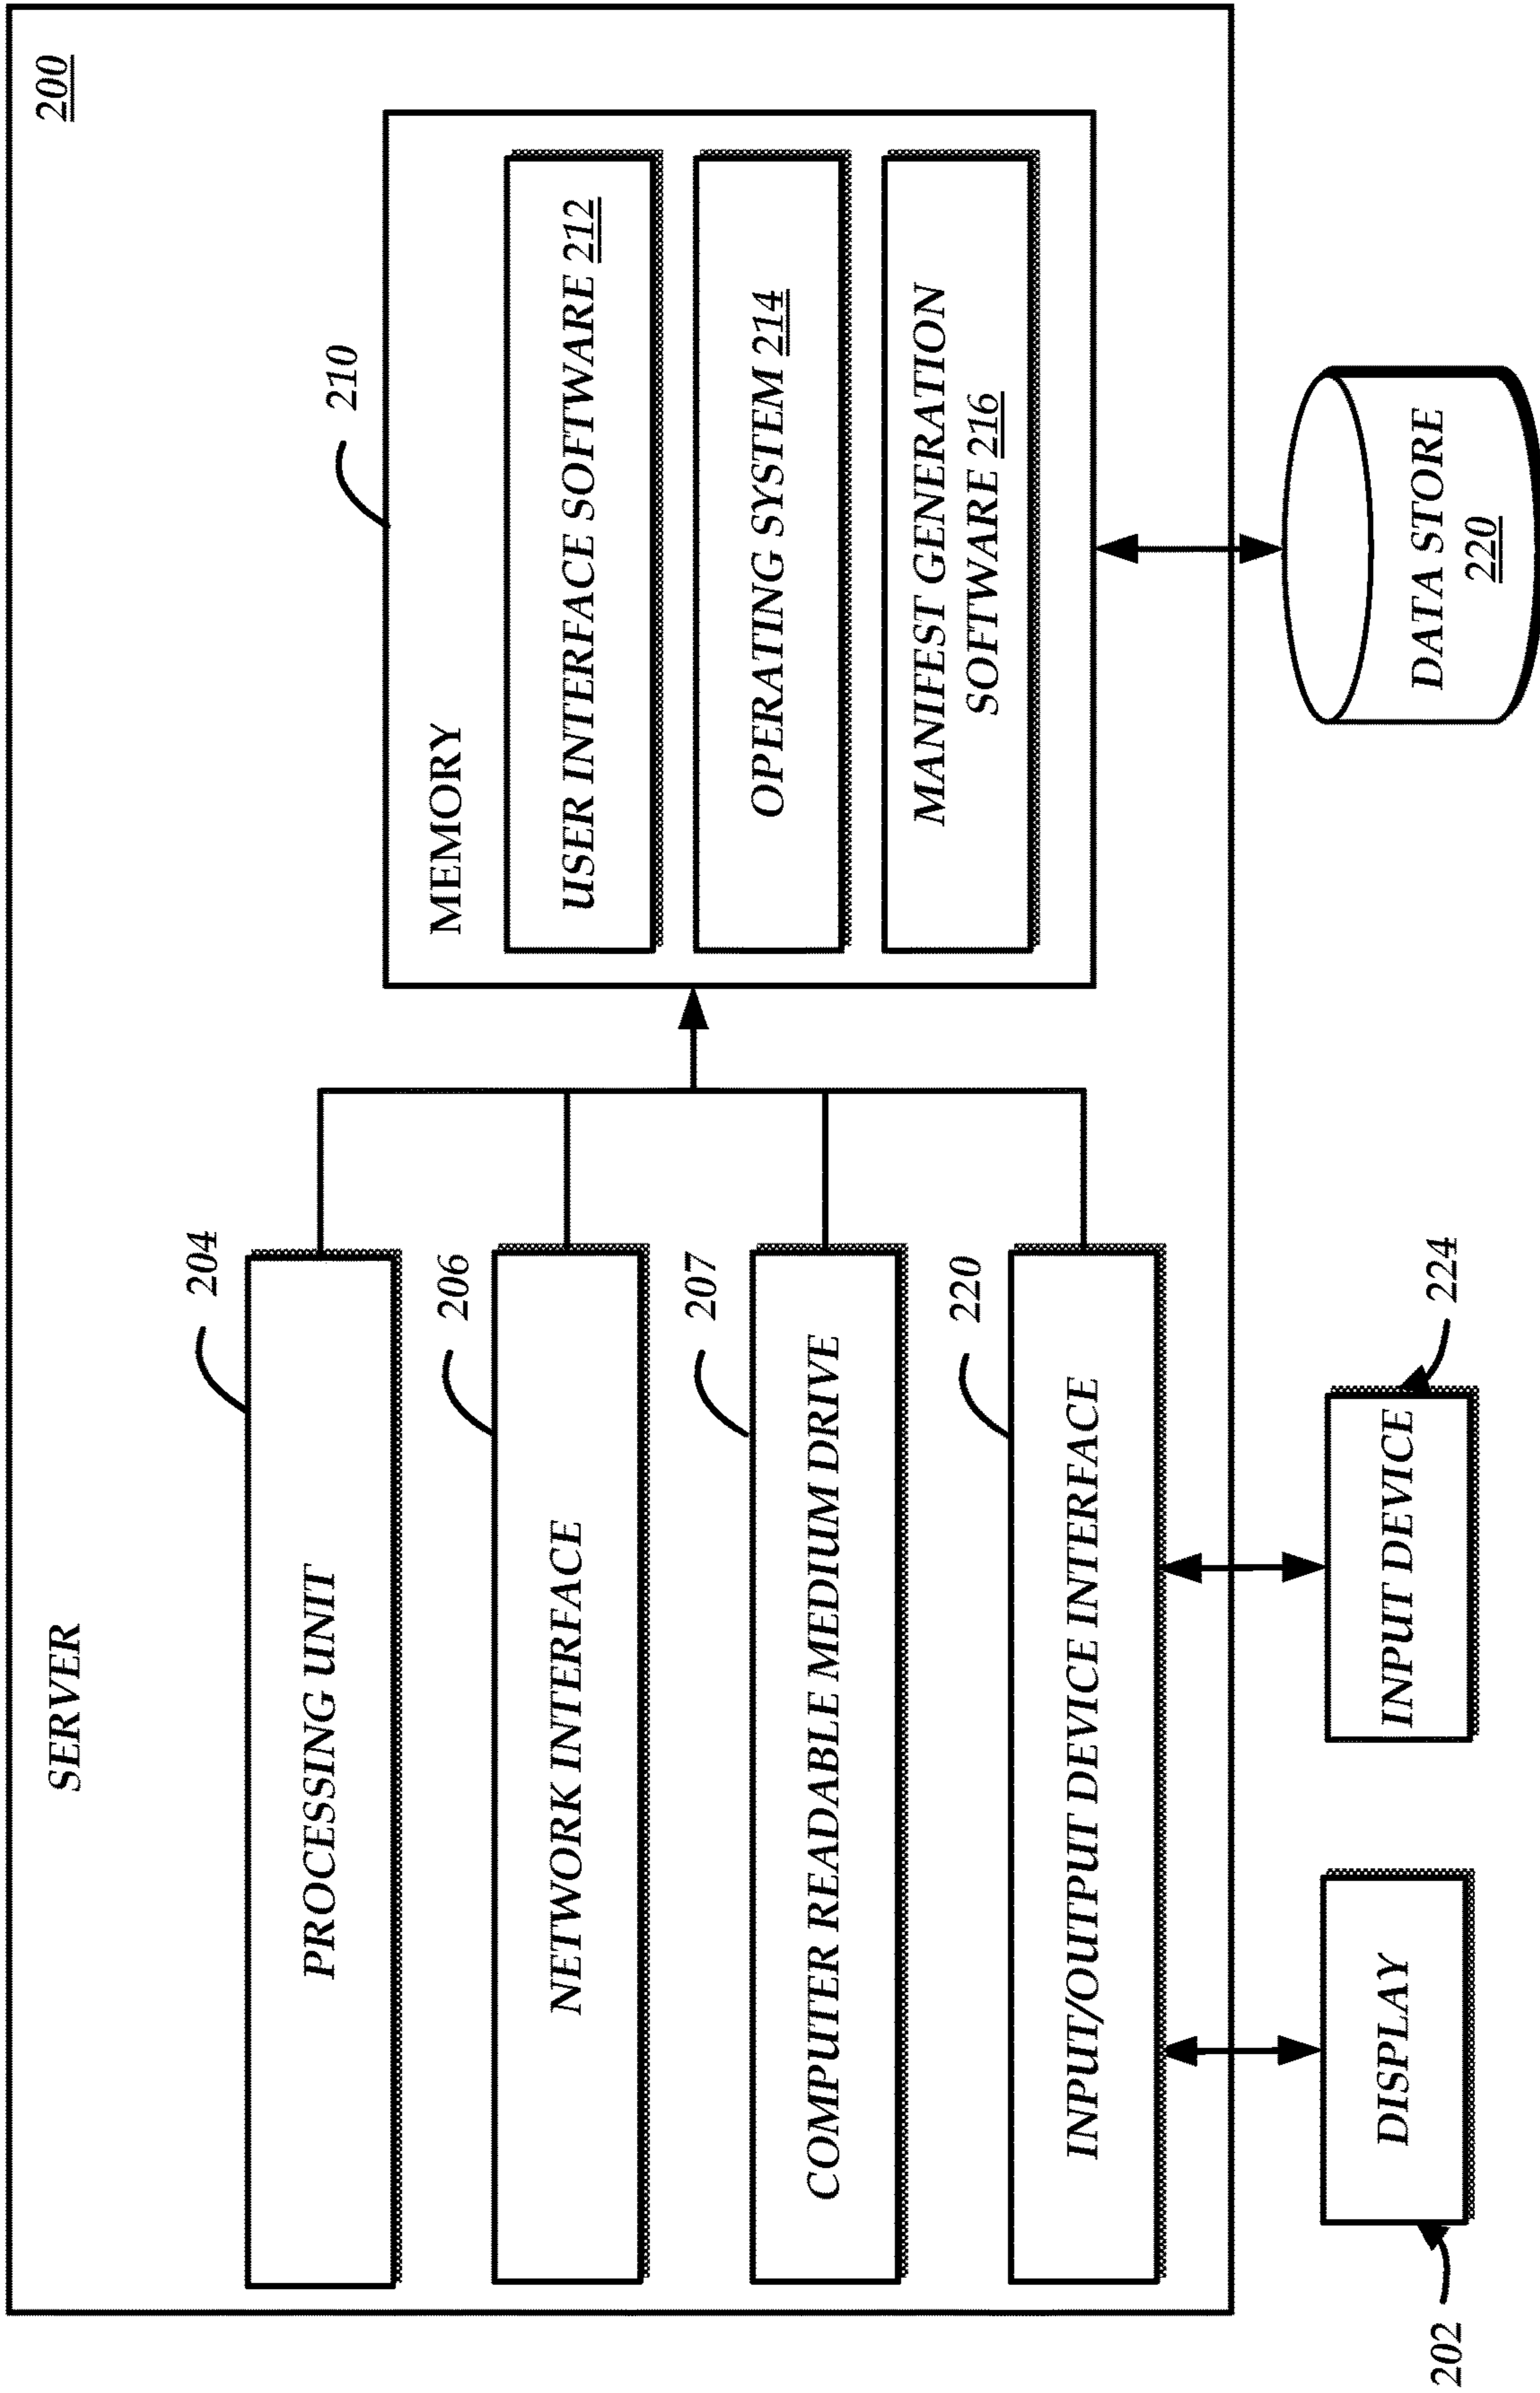 SERVER
200
204
PROCESSING UNIT
206
NETWORK INTERFACE
207
COMPUTER READABLE MEDIUM DRIVE
220
INPUT/OUTPUT DEVICE INTERFACE
210
MEMORY
USER INTERFACE SOFTWARE 212
OPERATING SYSTEM 214
MANIFEST GENERATION
SOFTWARE 216
202
DISPLAY
INPUT DEVICE
224
DATA STORE
220